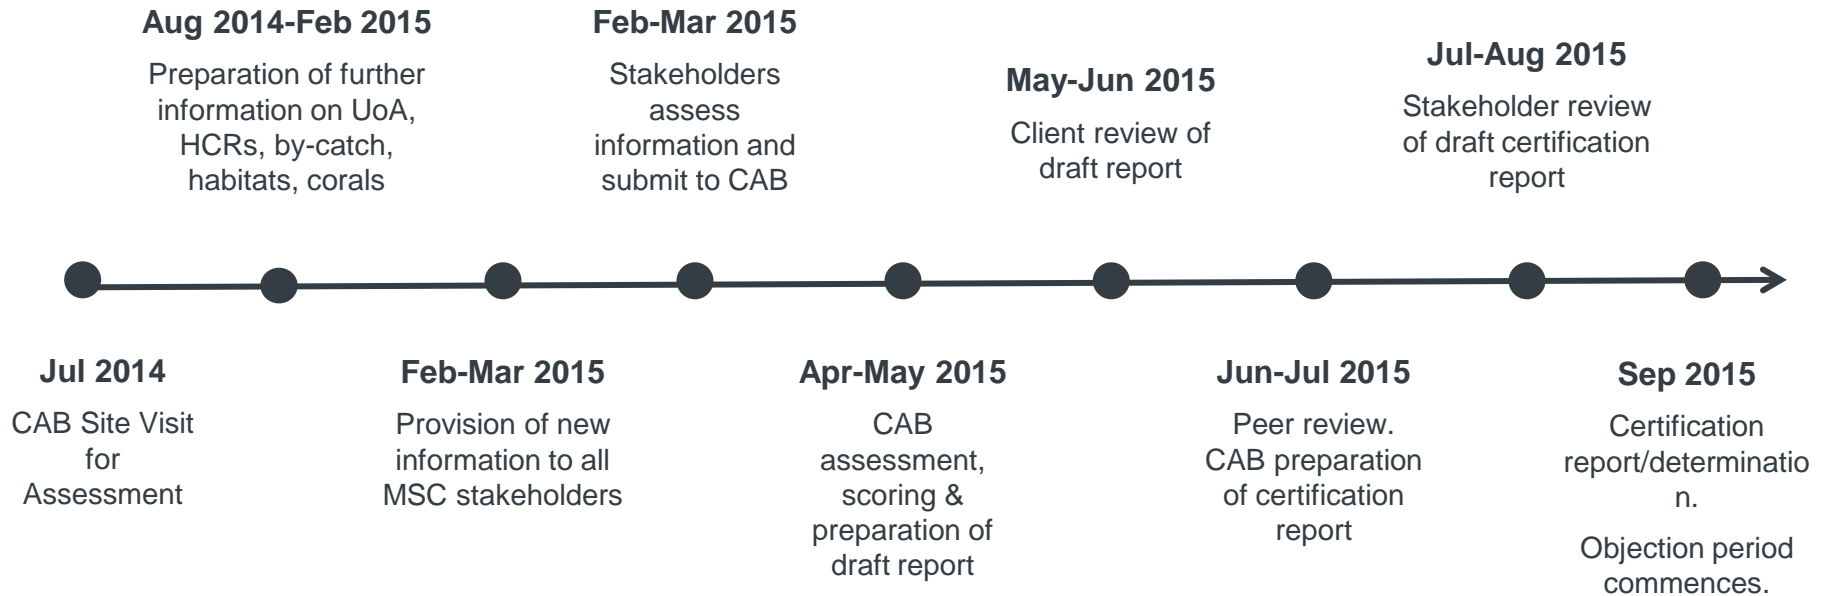 Aug 2014-Feb 2015
Preparation of further
information on UoA,
HCRs, by-catch,
habitats, corals
Feb-Mar 2015
Stakeholders
assess
information and
submit to CAB
May-Jun 2015
Client review of
draft report
Jul-Aug 2015
Stakeholder review
of draft certification
report
Jul 2014
CAB Site Visit
for
Assessment
Feb-Mar 2015
Provision of new
information to all
MSC stakeholders
Apr-May 2015
CAB
assessment,
scoring &
preparation of
draft report
Jun-Jul 2015
Peer review.
CAB preparation
of certification
report
Sep 2015
Certification
report/determinatio
n.
Objection period
commences.